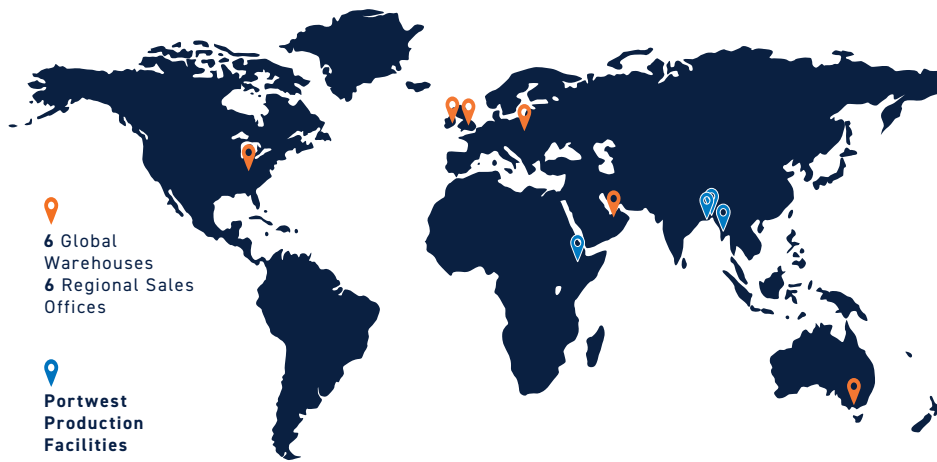 6 Global
Warehouses
6 Regional Sales
Offices
Portwest
Production
Facilities